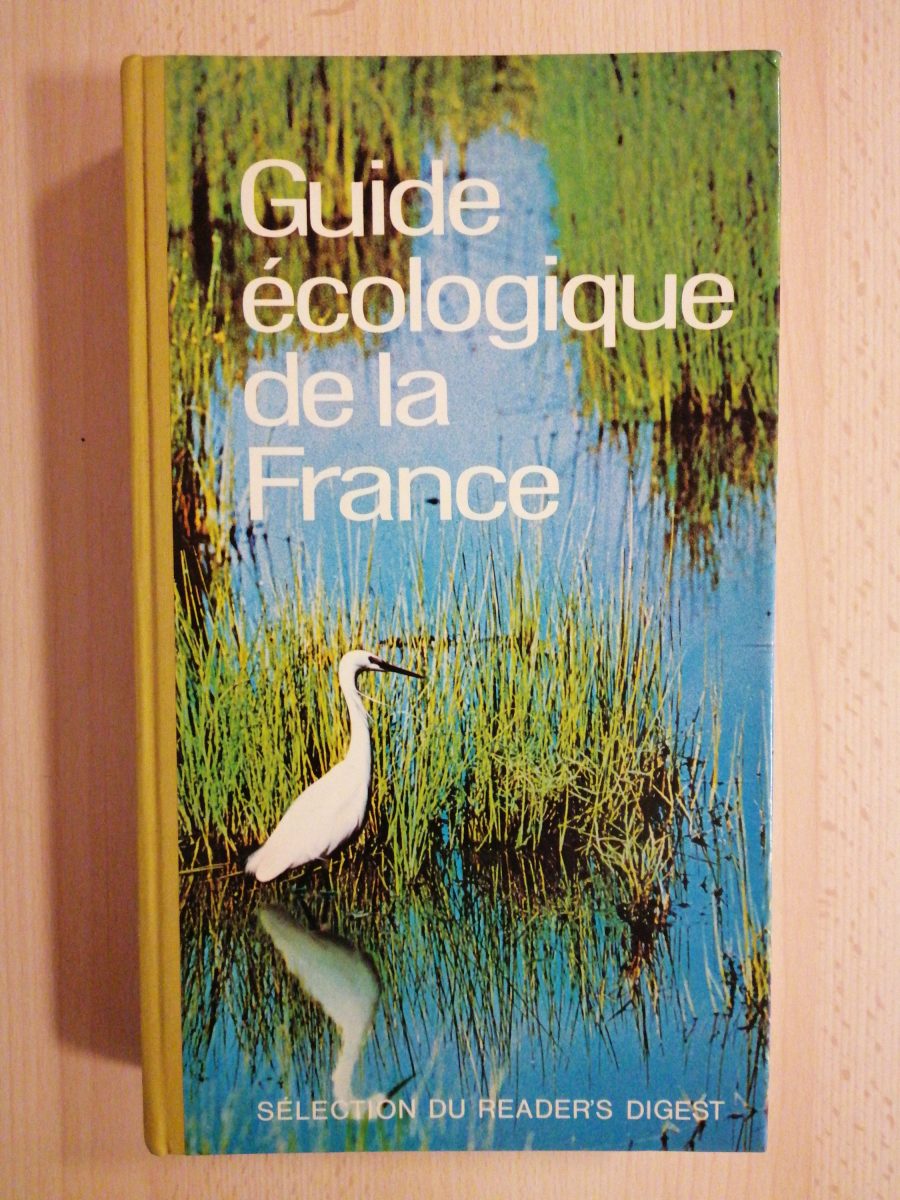 Guide
écologique
de la
France
SÉLECTION DU READER'S DIGEST